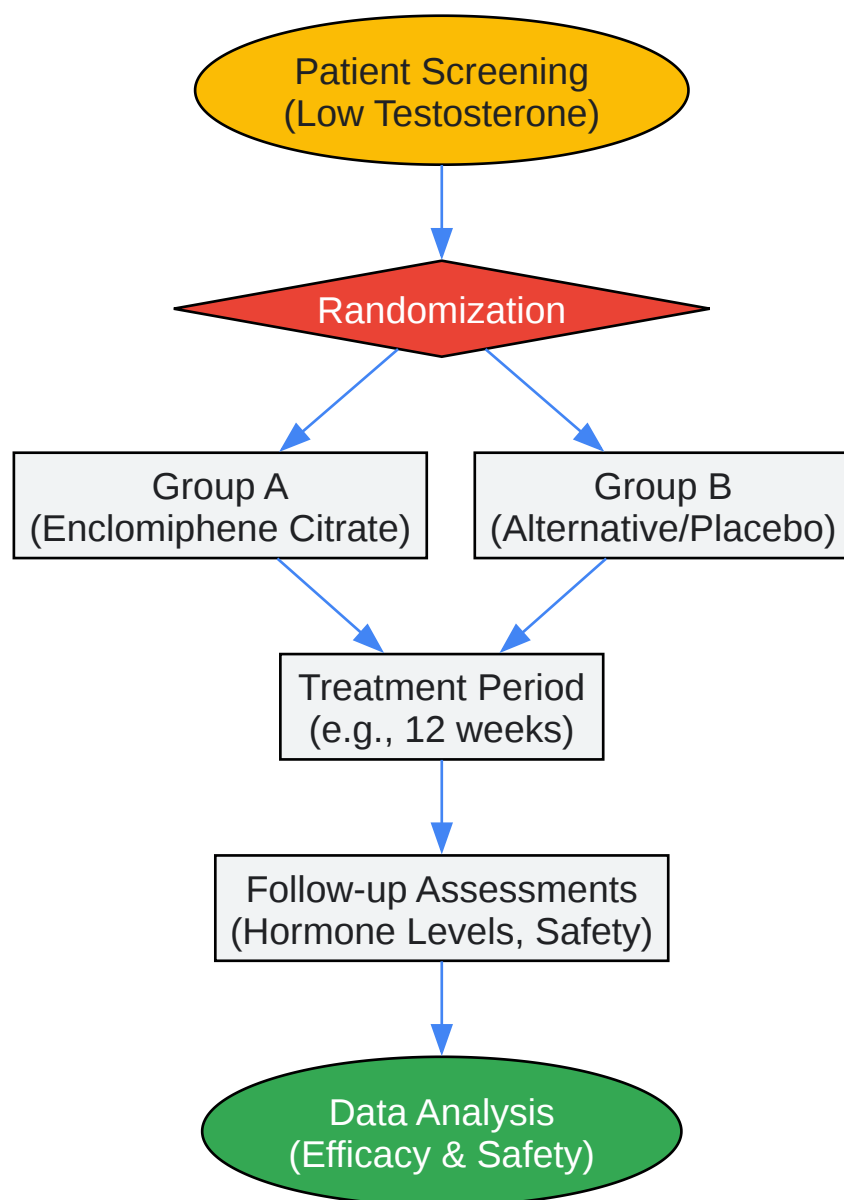 Patient Screening
(Low Testosterone)
Randomization
Group A
(Enclomiphene Citrate)
Group B
(Alternative/Placebo)
Treatment Period
(e.g., 12 weeks)
Follow-up Assessments
(Hormone Levels, Safety)
Data Analysis
(Efficacy & Safety)